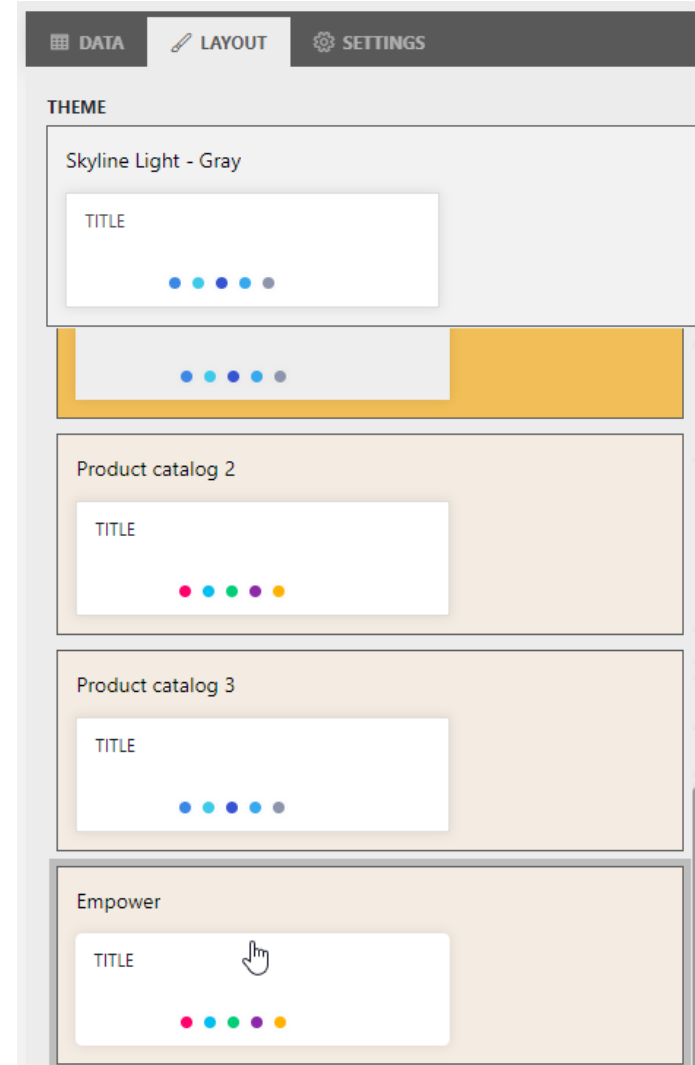 DATA LAYOUT SETTINGS
THEME
Skyline Light - Gray
TITLE
Product catalog 2
TITLE
Product catalog 3
TITLE
Empower
TITLE